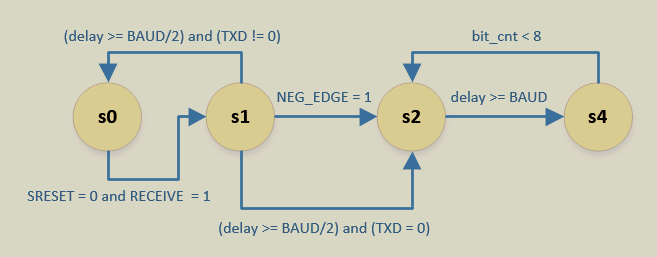 (delay >= BAUD/2) and (TXD != 0)
bit_cnt < 8
NEG_EDGE = 1
delay >= BAUD
s0
s1
s2
s4
SRESET = 0 and RECEIVE = 1
(delay >= BAUD/2) and (TXD = 0)